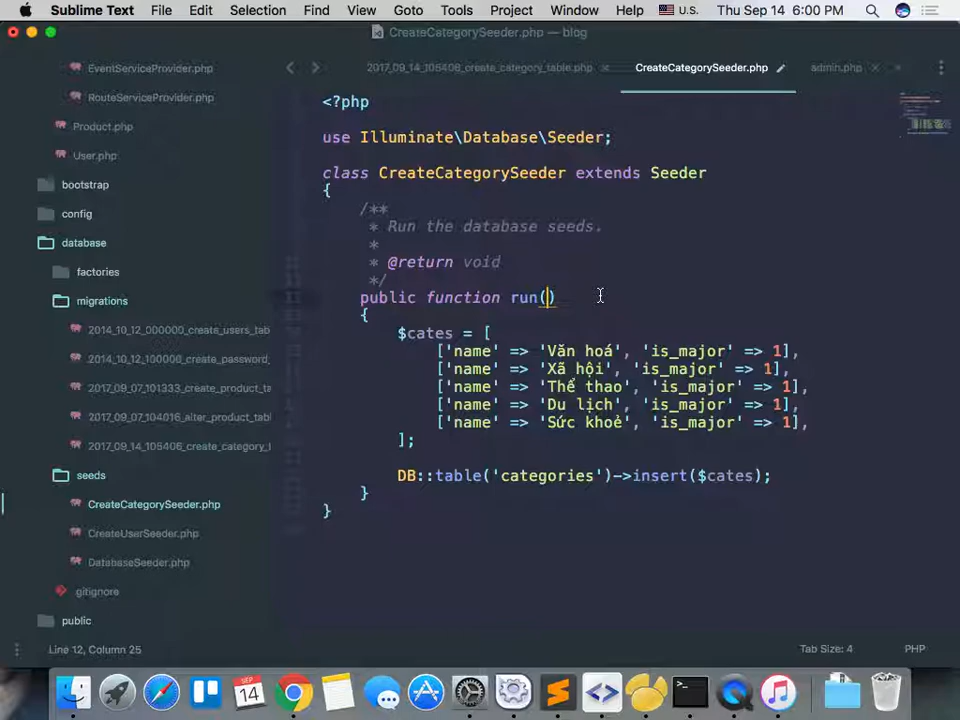 Sublime Text File Edit Selection Find View Goto Tools Project Window Help U.S. Thu Sep 14 6:00 PM
CreateCategorySeeder.php — blog
2017_09_14_105406_create_category_table.php CreateCategorySeeder.php admin.php
EventServiceProvider.php
RouteServiceProvider.php
Product.php
User.php
bootstrap
config
database
factories
migrations
2014_10_12_000000_create_users_tab
2014_10_12_100000_create_password_
2017_09_07_101333_create_product_ta
2017_09_07_104016_alter_product_tabl
2017_09_14_105406_create_category_t
seeds
CreateCategorySeeder.php
CreateUserSeeder.php
DatabaseSeeder.php
gitignore
public
<?php
use Illuminate\Database\Seeder;
class CreateCategorySeeder extends Seeder
{
/**
* Run the database seeds.
*
* @return void
*/
public function run()
{
$cates = [
['name' => 'Văn hoá', 'is_major' => 1],
['name' => 'Xã hội', 'is_major' => 1],
['name' => 'Thể thao', 'is_major' => 1],
['name' => 'Du lịch', 'is_major' => 1],
['name' => 'Sức khoẻ', 'is_major' => 1],
];
DB::table('categories')->insert($cates);
}
}
Line 12, Column 25 Tab Size: 4 PHP
SEP
14